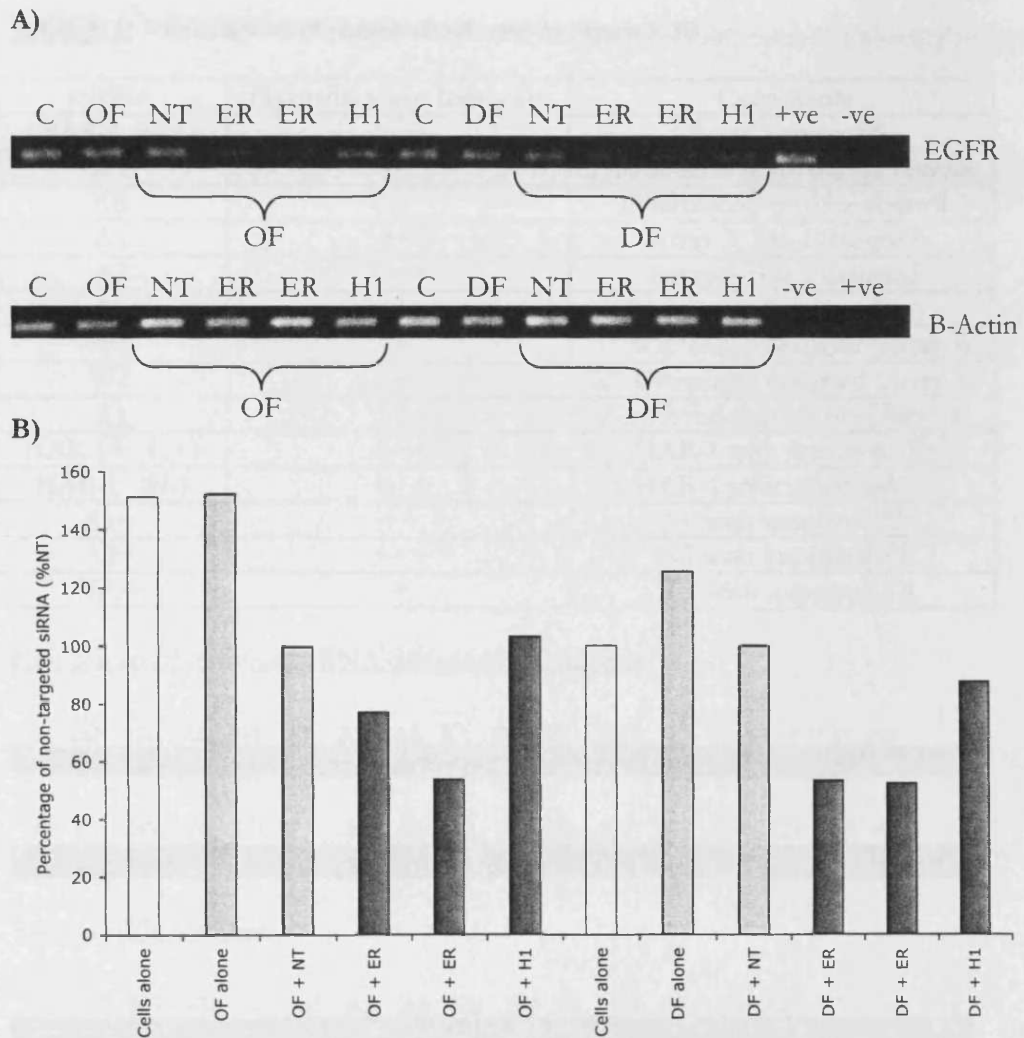 A)
C OF NT ER ER H1 C DF NT ER ER H1 +ve -ve
EGFR
OF DF
C OF NT ER ER H1 C DF NT ER ER H1 -ve +ve
B-Actin
OF DF
B)
Percentage of non-targeted siRNA (%NT)
160
140
120
100
80
60
40
20
0
Cells alone
OF alone
OF + NT
OF + ER
OF + ER
OF + H1
Cells alone
DF alone
DF + NT
DF + ER
DF + ER
DF + H1